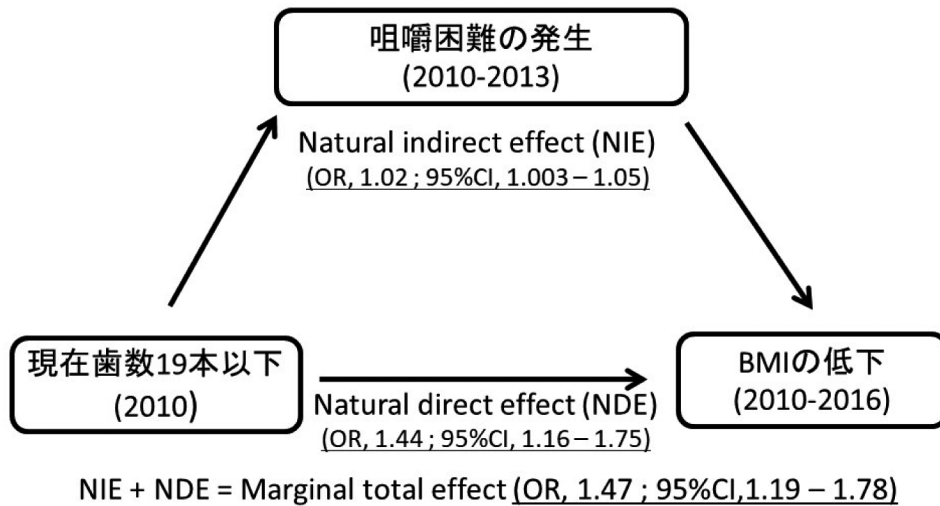 咀嚼困難の発生
(2010-2013)
Natural indirect effect (NIE)
(OR, 1.02 ; 95%CI, 1.003 – 1.05)
現在歯数19本以下
(2010)
BMIの低下
(2010-2016)
Natural direct effect (NDE)
(OR, 1.44 ; 95%CI, 1.16 – 1.75)
NIE + NDE = Marginal total effect (OR, 1.47 ; 95%CI,1.19 – 1.78)